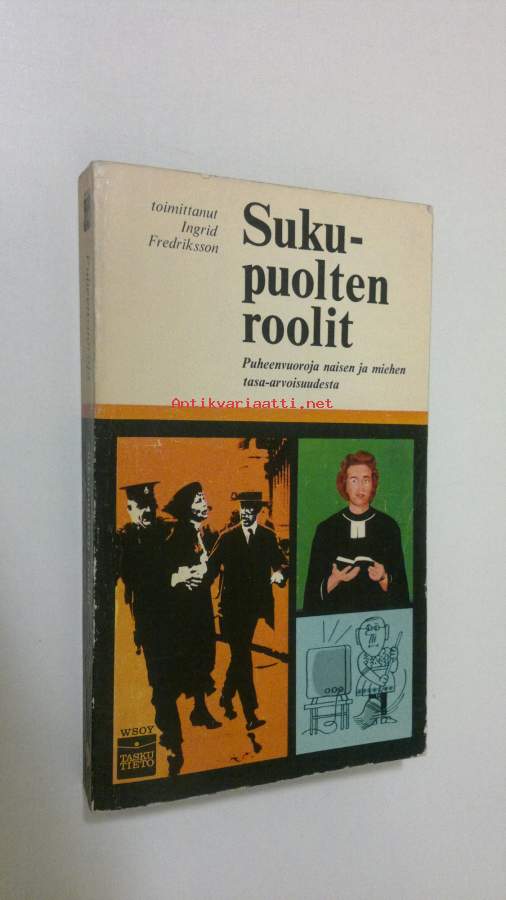 toimittanut
Ingrid
Fredriksson
Suku-
puolten
roolit
Puheenvuoroja naisen ja miehen
tasa-arvoisuudesta
Antikvariaatti.net
WSOY
TASKU
TIETO